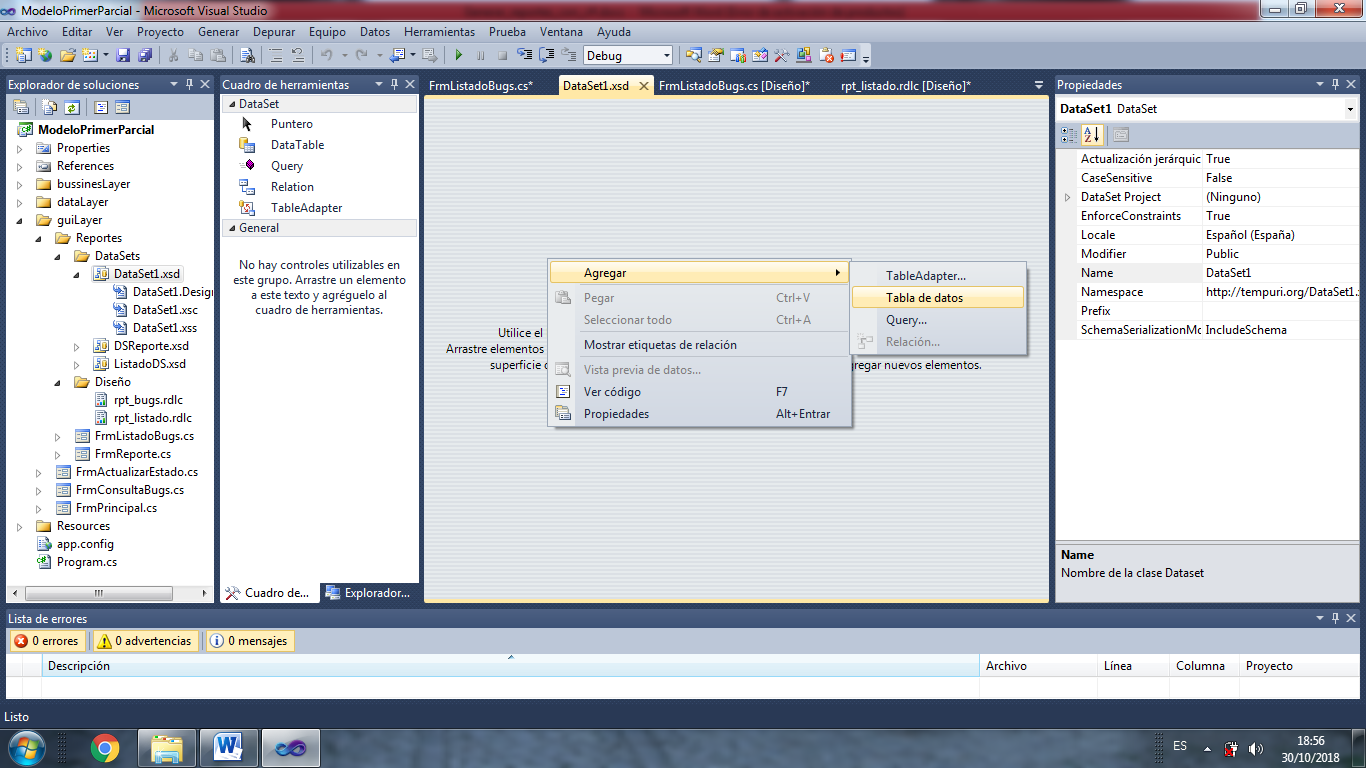 ModeloPrimerParcial - Microsoft Visual Studio
Archivo Editar Ver Proyecto Generar Depurar Equipo Datos Herramientas Prueba Ventana Ayuda
Debug
Explorador de soluciones
ModeloPrimerParcial
Properties
References
bussinesLayer
dataLayer
guiLayer
Reportes
DataSets
DataSet1.xsd
DataSet1.Desig
DataSet1.xsc
DataSet1.xss
DSReporte.xsd
ListadoDS.xsd
Diseño
rpt_bugs.rdlc
rpt_listado.rdlc
FrmListadoBugs.cs
FrmReporte.cs
FrmActualizarEstado.cs
FrmConsultaBugs.cs
FrmPrincipal.cs
Resources
app.config
Program.cs
Cuadro de herramientas
DataSet
Puntero
DataTable
Query
Relation
TableAdapter
General
No hay controles utilizables en
este grupo. Arrastre un elemento
a este texto y agréguelo al
cuadro de herramientas.
Cuadro de... Explorador...
FrmListadoBugs.cs* DataSet1.xsd FrmListadoBugs.cs [Diseño]* rpt_listado.rdlc [Diseño]*
Utilice el
Arrastre elementos
superficie
gregar nuevos elementos.
Agregar
Pegar Ctrl+V
Seleccionar todo Ctrl+A
Mostrar etiquetas de relación
Vista previa de datos...
Ver código F7
Propiedades Alt+Entrar
TableAdapter...
Tabla de datos
Query...
Relación...
Propiedades
DataSet1 DataSet
Actualización jerárquic True
CaseSensitive False
DataSet Project (Ninguno)
EnforceConstraints True
Locale Español (España)
Modifier Public
Name DataSet1
Namespace http://tempuri.org/DataSet1.x
Prefix
SchemaSerializationMo IncludeSchema
Name
Nombre de la clase Dataset
Lista de errores
0 errores 0 advertencias 0 mensajes
Descripción Archivo Línea Columna Proyecto
Listo
ES
18:56
30/10/2018